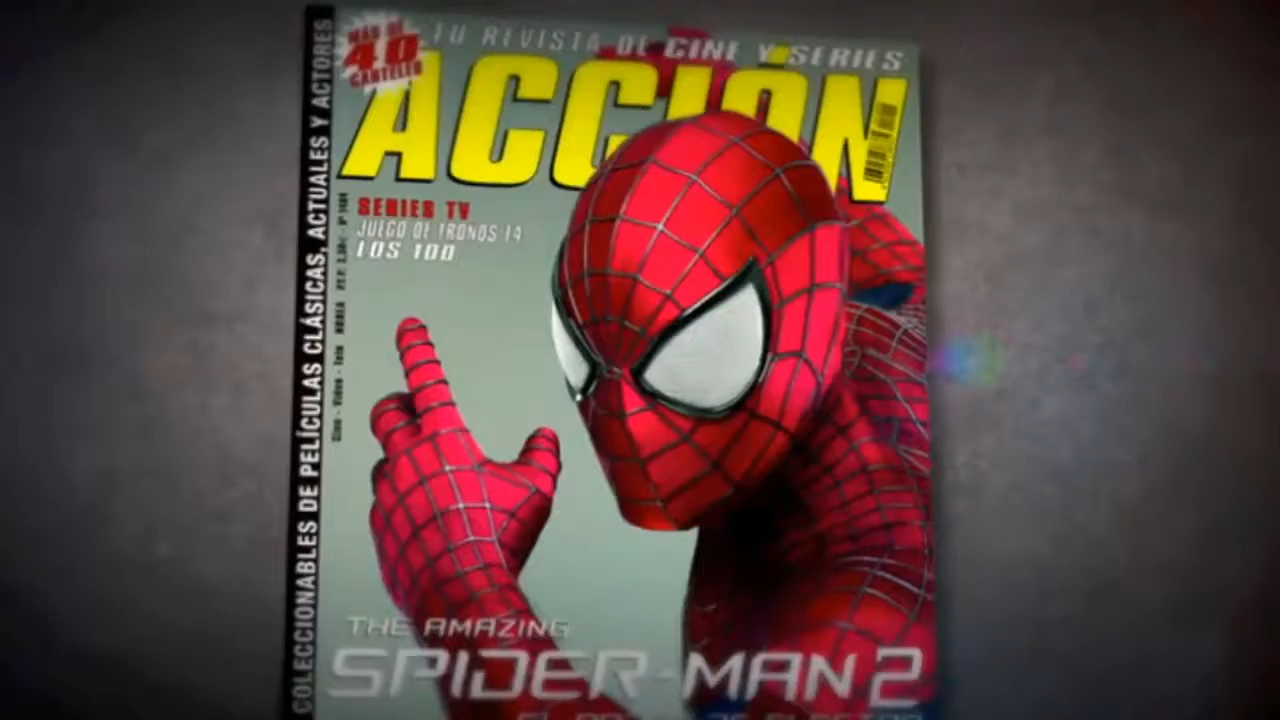 MÁS DE
40
CARTELES
TU REVISTA DE CINE Y SERIES
ACCIÓN
SERIES TV
JUEGO DE TRONOS T4
LOS 100
COLECCIONABLES DE PELÍCULAS CLÁSICAS, ACTUALES Y ACTORES
THE AMAZING
SPIDER-MAN 2